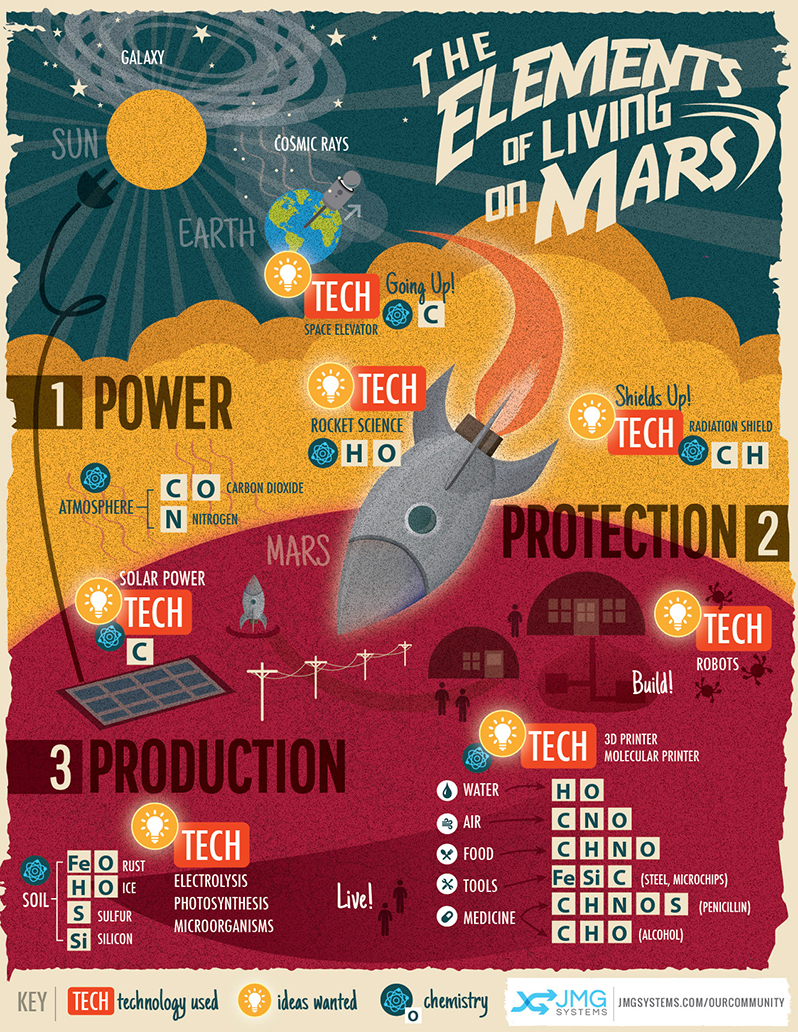 GALAXY
THE
ELEMENTS
OF LIVING
ON MARS
SUN
COSMIC RAYS
EARTH
TECH
Going Up!
SPACE ELEVATOR
C
1 POWER
TECH
ROCKET SCIENCE
H O
Shields Up!
TECH
RADIATION SHIELD
C H
ATMOSPHERE
C O CARBON DIOXIDE
N NITROGEN
MARS
PROTECTION 2
SOLAR POWER
TECH
C
TECH
ROBOTS
Build!
3 PRODUCTION
TECH
3D PRINTER
MOLECULAR PRINTER
WATER H O
AIR C N O
FOOD C H N O
TOOLS Fe Si C (STEEL, MICROCHIPS)
MEDICINE C H N O S (PENICILLIN)
C H O (ALCOHOL)
TECH
ELECTROLYSIS
PHOTOSYNTHESIS
MICROORGANISMS
SOIL
Fe O RUST
H O ICE
S SULFUR
Si SILICON
Live!
KEY TECH technology used ideas wanted O chemistry
JMG
SYSTEMS
JMGSYSTEMS.COM/OURCOMMUNITY